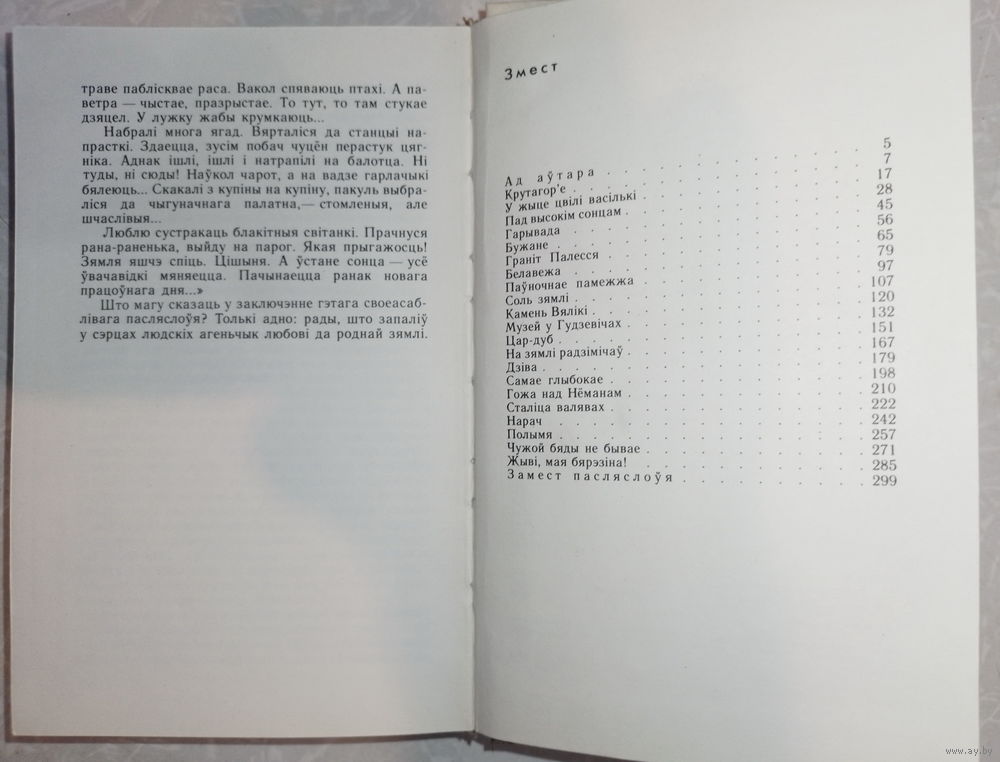 траве паблісквае раса. Вакол спяваюць птахі. А па-
ветра — чыстае, празрыстае. То тут, то там стукае
дзяцел. У лужку жабы крумкаюць...
Набралі многа ягад. Вярталіся да станцыі на-
прасткі. Здаецца, зусім побач чуцён перастук цяг-
ніка. Аднак ішлі, ішлі і натрапілі на балотца. Ні
туды, ні сюды! Наўкол чарот, а на вадзе гарлачыкі
бялеюць... Скакалі з купіны на купіну, пакуль выбра-
ліся да чыгуначнага палатна,— стомленыя, але
шчаслівыя...
Люблю сустракаць блакітныя світанкі. Прачнуся
рана-раненька, выйду на парог. Якая прыгажосць!
Зямля яшчэ спіць. Цішыня. А ўстане сонца — усё
ўвачавідкі мяняецца. Пачынаецца ранак новага
працоўнага дня...»
Што магу сказаць у заключэнне гэтага своеасаб-
лівага пасляслоўя? Толькі адно: рады, што запаліў
у сэрцах людскіх агеньчык любові да роднай зямлі.
Змест
Ад аўтара . . . . . . . . . . 5
Крутагор'е . . . . . . . . . . 7
У жыце цвілі васількі . . . . . . . . 17
Пад высокім сонцам . . . . . . . . 28
Гарывада . . . . . . . . . . 45
Бужане . . . . . . . . . . 56
Граніт Палесся . . . . . . . . . 65
Белавежа . . . . . . . . . . 79
Паўночнае памежжа . . . . . . . . 97
Соль зямлі . . . . . . . . . . 107
Камень Вялікі . . . . . . . . . 120
Музей у Гудзевічах . . . . . . . . 132
Цар-дуб . . . . . . . . . . 151
На зямлі радзімічаў . . . . . . . . 167
Дзіва . . . . . . . . . . 179
Самае глыбокае . . . . . . . . . 198
Гожа над Нёманам . . . . . . . . 210
Сталіца валявах . . . . . . . . . 222
Нарач . . . . . . . . . . 242
Полымя . . . . . . . . . . 257
Чужой бяды не бывае . . . . . . . . 271
Жыві, мая бярэзіна! . . . . . . . . 285
Замест пасляслоўя . . . . . . . . 299
www.ay.by